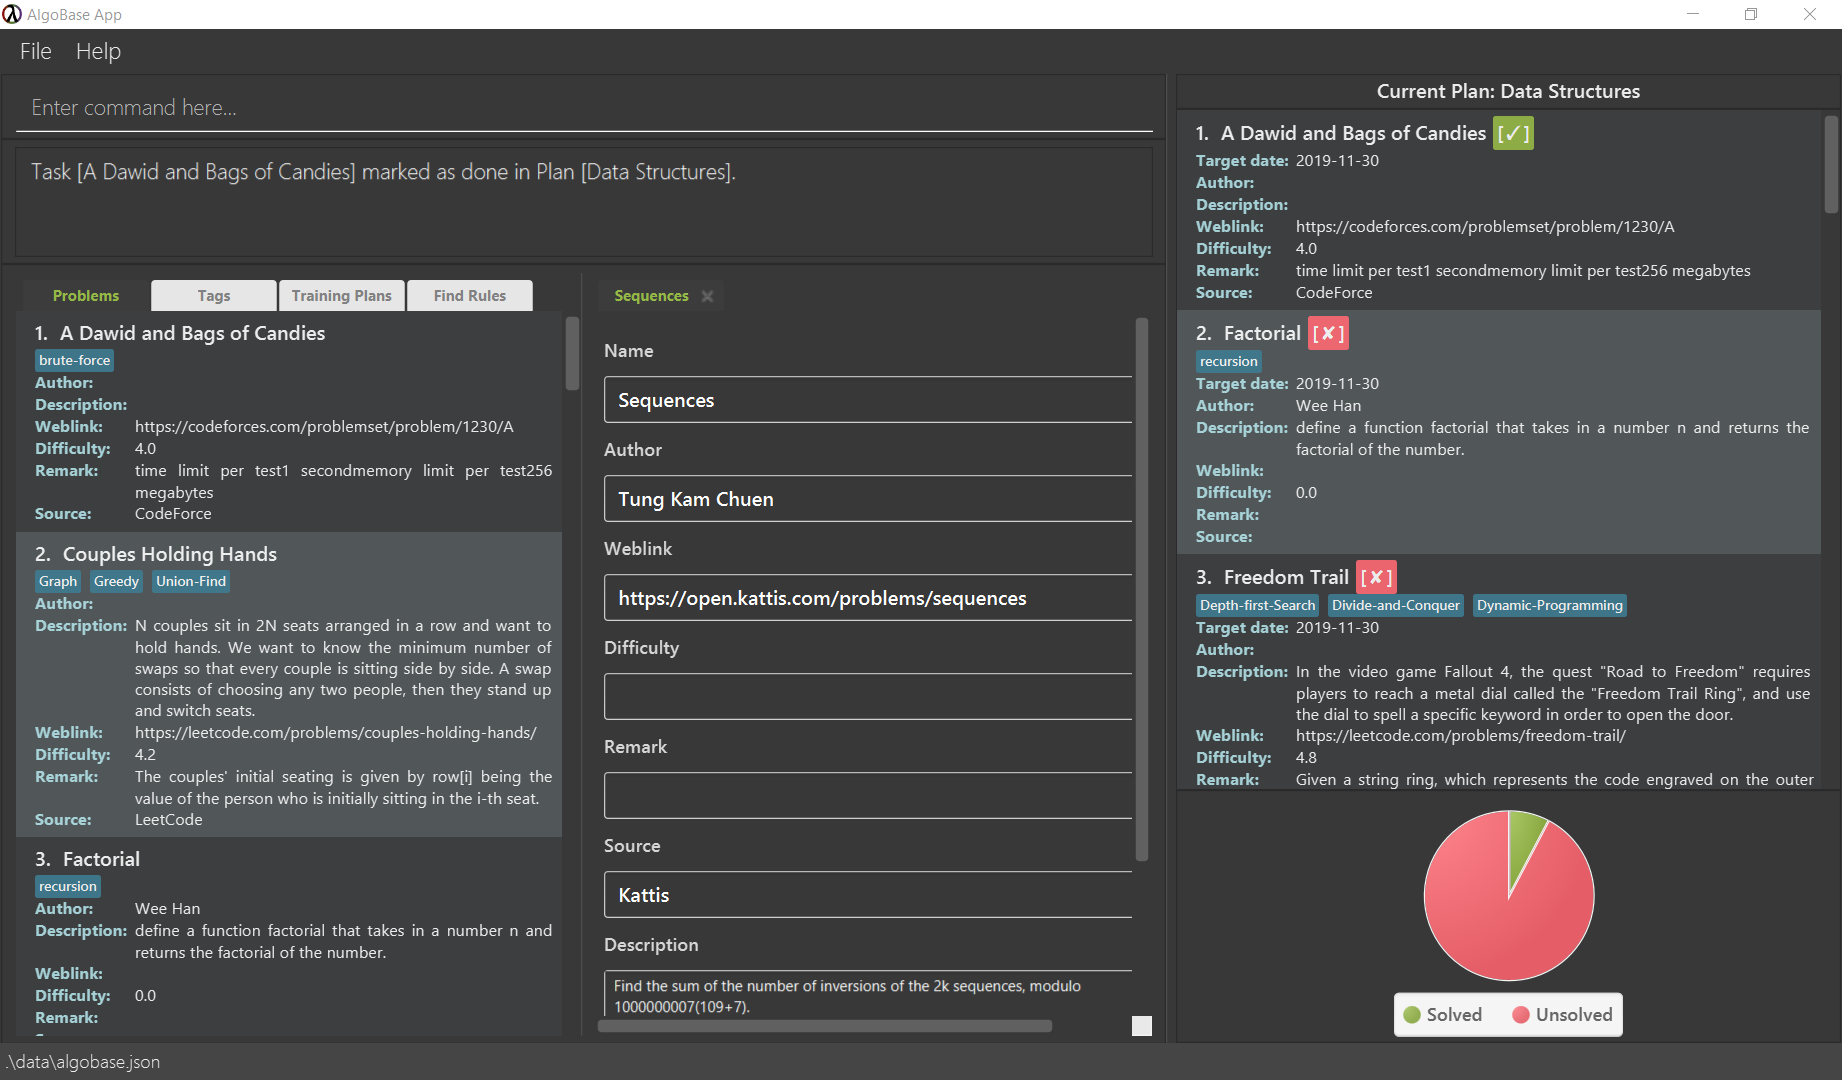 AlgoBase App
File Help
Enter command here...
Task [A Dawid and Bags of Candies] marked as done in Plan [Data Structures].
Problems Tags Training Plans Find Rules
1. A Dawid and Bags of Candies
brute-force
Author:
Description:
Weblink: https://codeforces.com/problemset/problem/1230/A
Difficulty: 4.0
Remark: time limit per test1 secondmemory limit per test256
megabytes
Source: CodeForce
2. Couples Holding Hands
Graph Greedy Union-Find
Author:
Description: N couples sit in 2N seats arranged in a row and want to
hold hands. We want to know the minimum number of
swaps so that every couple is sitting side by side. A swap
consists of choosing any two people, then they stand up
and switch seats.
Weblink: https://leetcode.com/problems/couples-holding-hands/
Difficulty: 4.2
Remark: The couples' initial seating is given by row[i] being the
value of the person who is initially sitting in the i-th seat.
Source: LeetCode
3. Factorial
recursion
Author: Wee Han
Description: define a function factorial that takes in a number n and
returns the factorial of the number.
Weblink:
Difficulty: 0.0
Remark:
Sequences
Name
Sequences
Author
Tung Kam Chuen
Weblink
https://open.kattis.com/problems/sequences
Difficulty
Remark
Source
Kattis
Description
Find the sum of the number of inversions of the 2k sequences, modulo
1000000007(109+7).
Current Plan: Data Structures
1. A Dawid and Bags of Candies [✓]
Target date: 2019-11-30
Author:
Description:
Weblink: https://codeforces.com/problemset/problem/1230/A
Difficulty: 4.0
Remark: time limit per test1 secondmemory limit per test256 megabytes
Source: CodeForce
2. Factorial [✘]
recursion
Target date: 2019-11-30
Author: Wee Han
Description: define a function factorial that takes in a number n and returns the
factorial of the number.
Weblink:
Difficulty: 0.0
Remark:
Source:
3. Freedom Trail [✘]
Depth-first-Search Divide-and-Conquer Dynamic-Programming
Target date: 2019-11-30
Author:
Description: In the video game Fallout 4, the quest "Road to Freedom" requires
players to reach a metal dial called the "Freedom Trail Ring", and use
the dial to spell a specific keyword in order to open the door.
Weblink: https://leetcode.com/problems/freedom-trail/
Difficulty: 4.8
Remark: Given a string ring, which represents the code engraved on the outer
Solved Unsolved
.\data\algobase.json